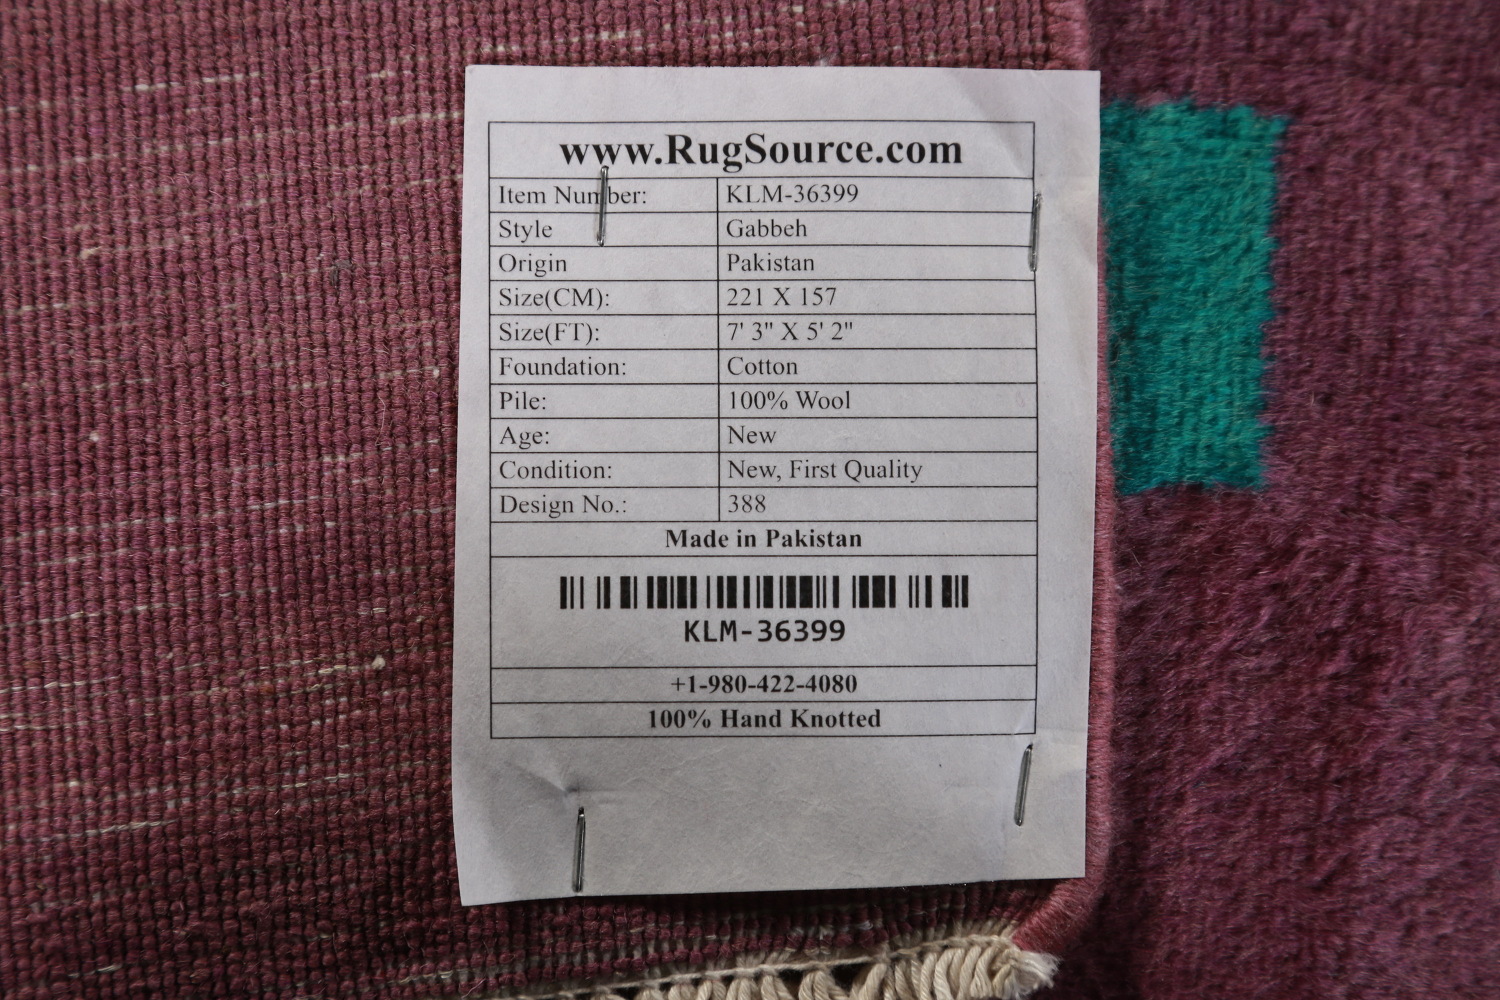 www.RugSource.com
Item Number: KLM-36399
Style Gabbeh
Origin Pakistan
Size(CM): 221 X 157
Size(FT): 7' 3" X 5' 2"
Foundation: Cotton
Pile: 100% Wool
Age: New
Condition: New, First Quality
Design No.: 388
Made in Pakistan
KLM-36399
+1-980-422-4080
100% Hand Knotted